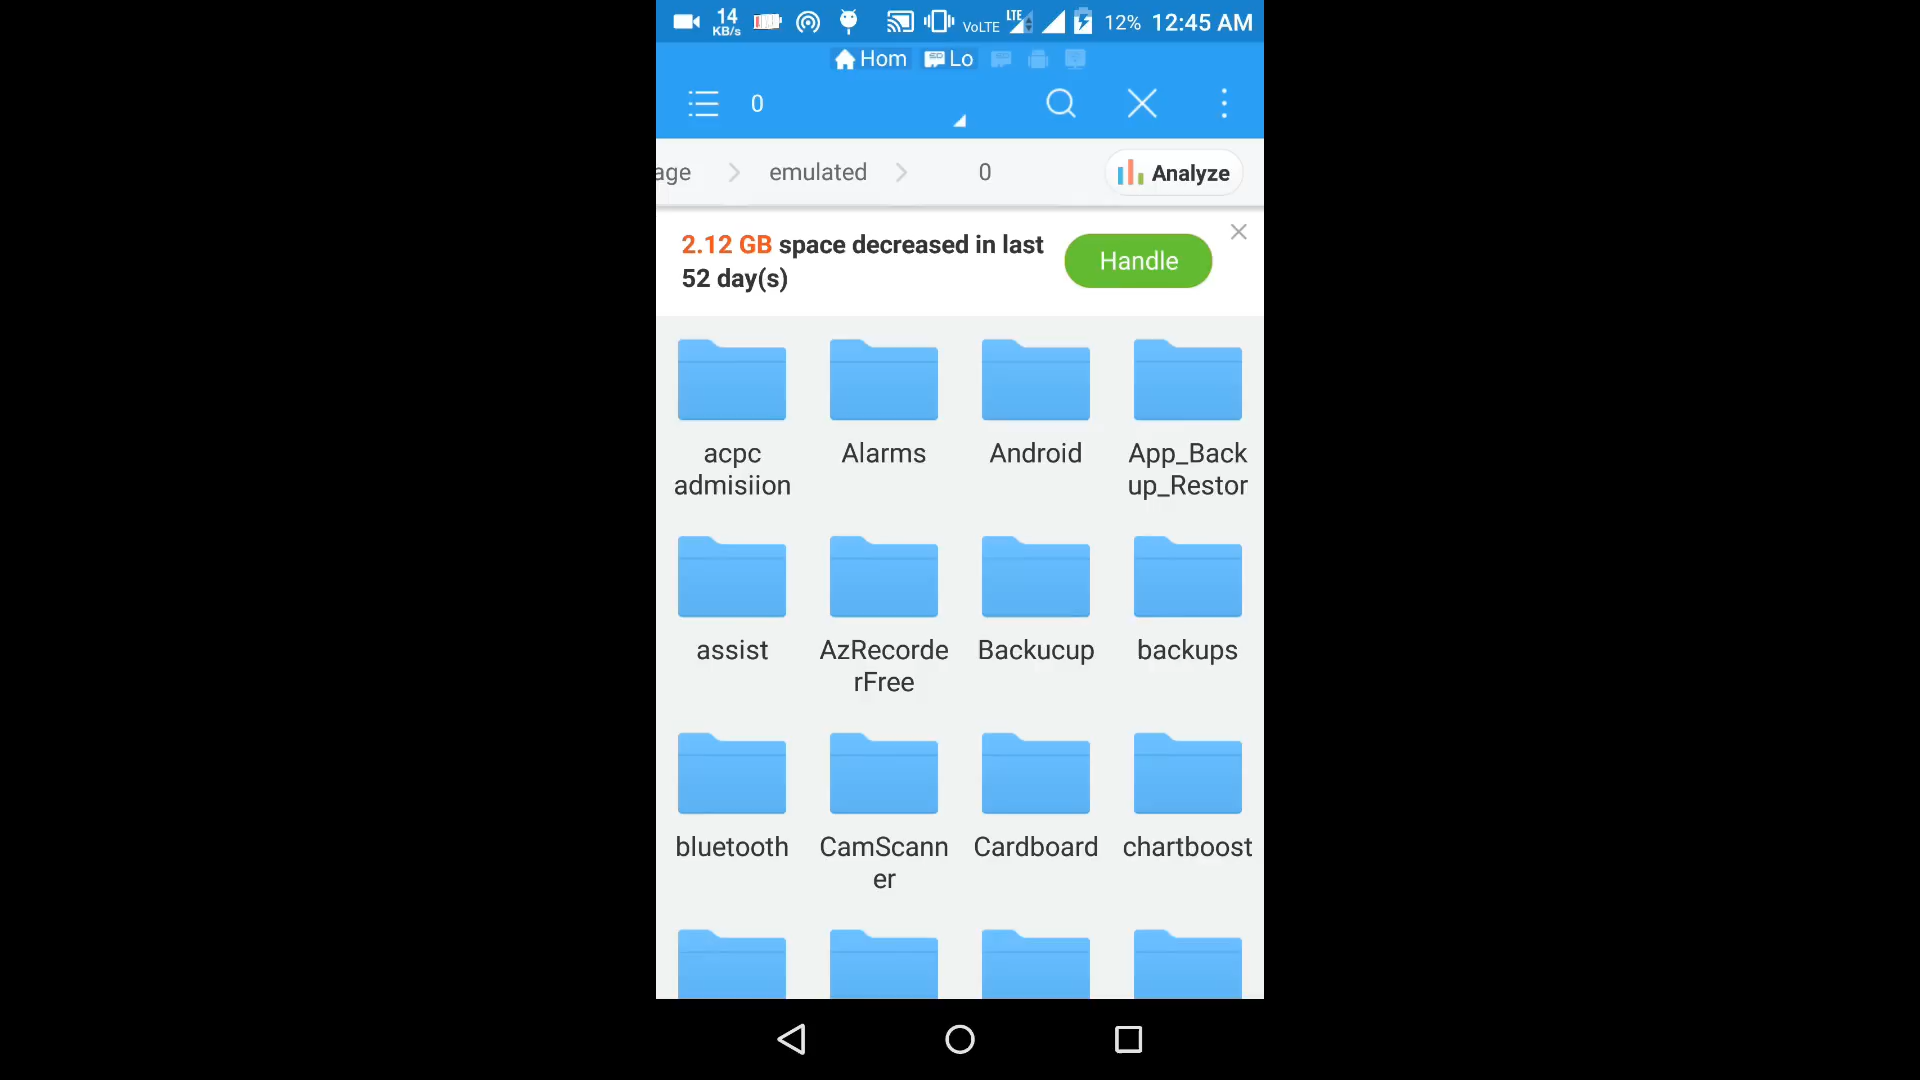 14
KB/s
VoLTE
LTE
12%
12:45 AM
Hom
Lo
0
age
emulated
0
Analyze
2.12 GB space decreased in last
52 day(s)
Handle
acpc
admisiion
Alarms
Android
App_Back
up_Restor
assist
AzRecorde
rFree
Backucup
backups
bluetooth
CamScann
er
Cardboard
chartboost